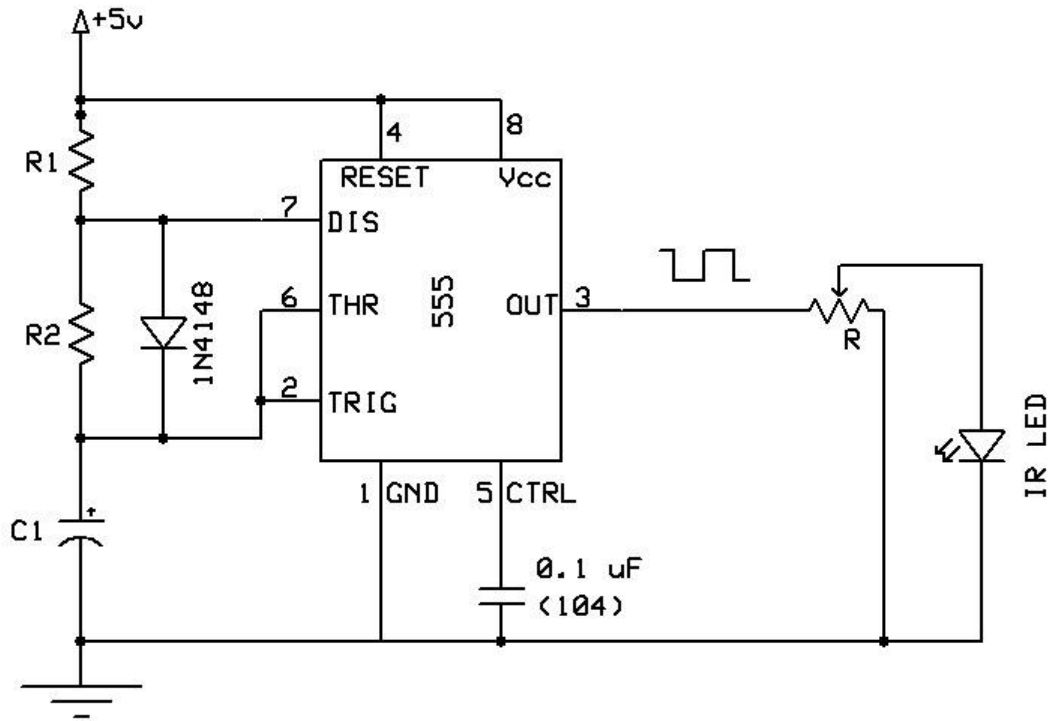 +5v
4
8
R1
RESET
Vcc
7
DIS
R2
1N4148
6
THR
555
OUT
3
R
2
TRIG
IR LED
1
GND
5
CTRL
C1
+
0.1 uF
(104)